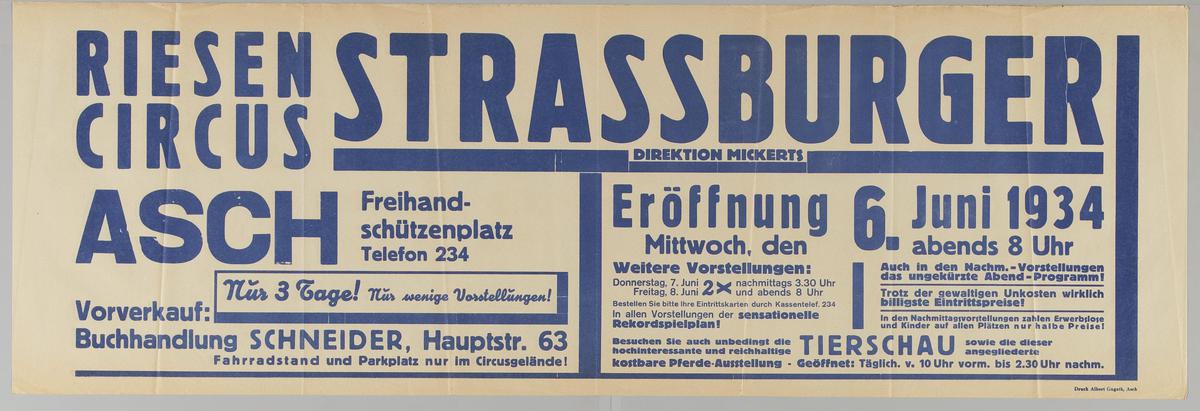 RIESEN
CIRCUS
STRASSBURGER
DIREKTION MICKERTS
ASCH
Freihand-
schützenplatz
Telefon 234
Nur 3 Tage! Nur wenige Vorstellungen!
Vorverkauf:
Buchhandlung SCHNEIDER, Hauptstr. 63
Fahrradstand und Parkplatz nur im Circusgelände!
Eröffnung
Mittwoch, den
6. Juni 1934
abends 8 Uhr
Weitere Vorstellungen:
Donnerstag, 7. Juni
Freitag, 8. Juni
2x
nachmittags 3.30 Uhr
und abends 8 Uhr
Bestellen Sie bitte Ihre Eintrittskarten durch Kassentelef. 234
In allen Vorstellungen der sensationelle
Rekordspielplan!
Auch in den Nachm.-Vorstellungen
das ungekürzte Abend-Programm!
Trotz der gewaltigen Unkosten wirklich
billigste Eintrittspreise!
In den Nachmittagsvorstellungen zahlen Erwerbslose
und Kinder auf allen Plätzen nur halbe Preise!
Besuchen Sie auch unbedingt die
hochinteressante und reichhaltige
TIERSCHAU
sowie die dieser
angegliederte
kostbare Pferde-Ausstellung - Geöffnet: Täglich. v. 10 Uhr vorm. bis 2.30 Uhr nachm.
Druck Albert Gugath, Asch